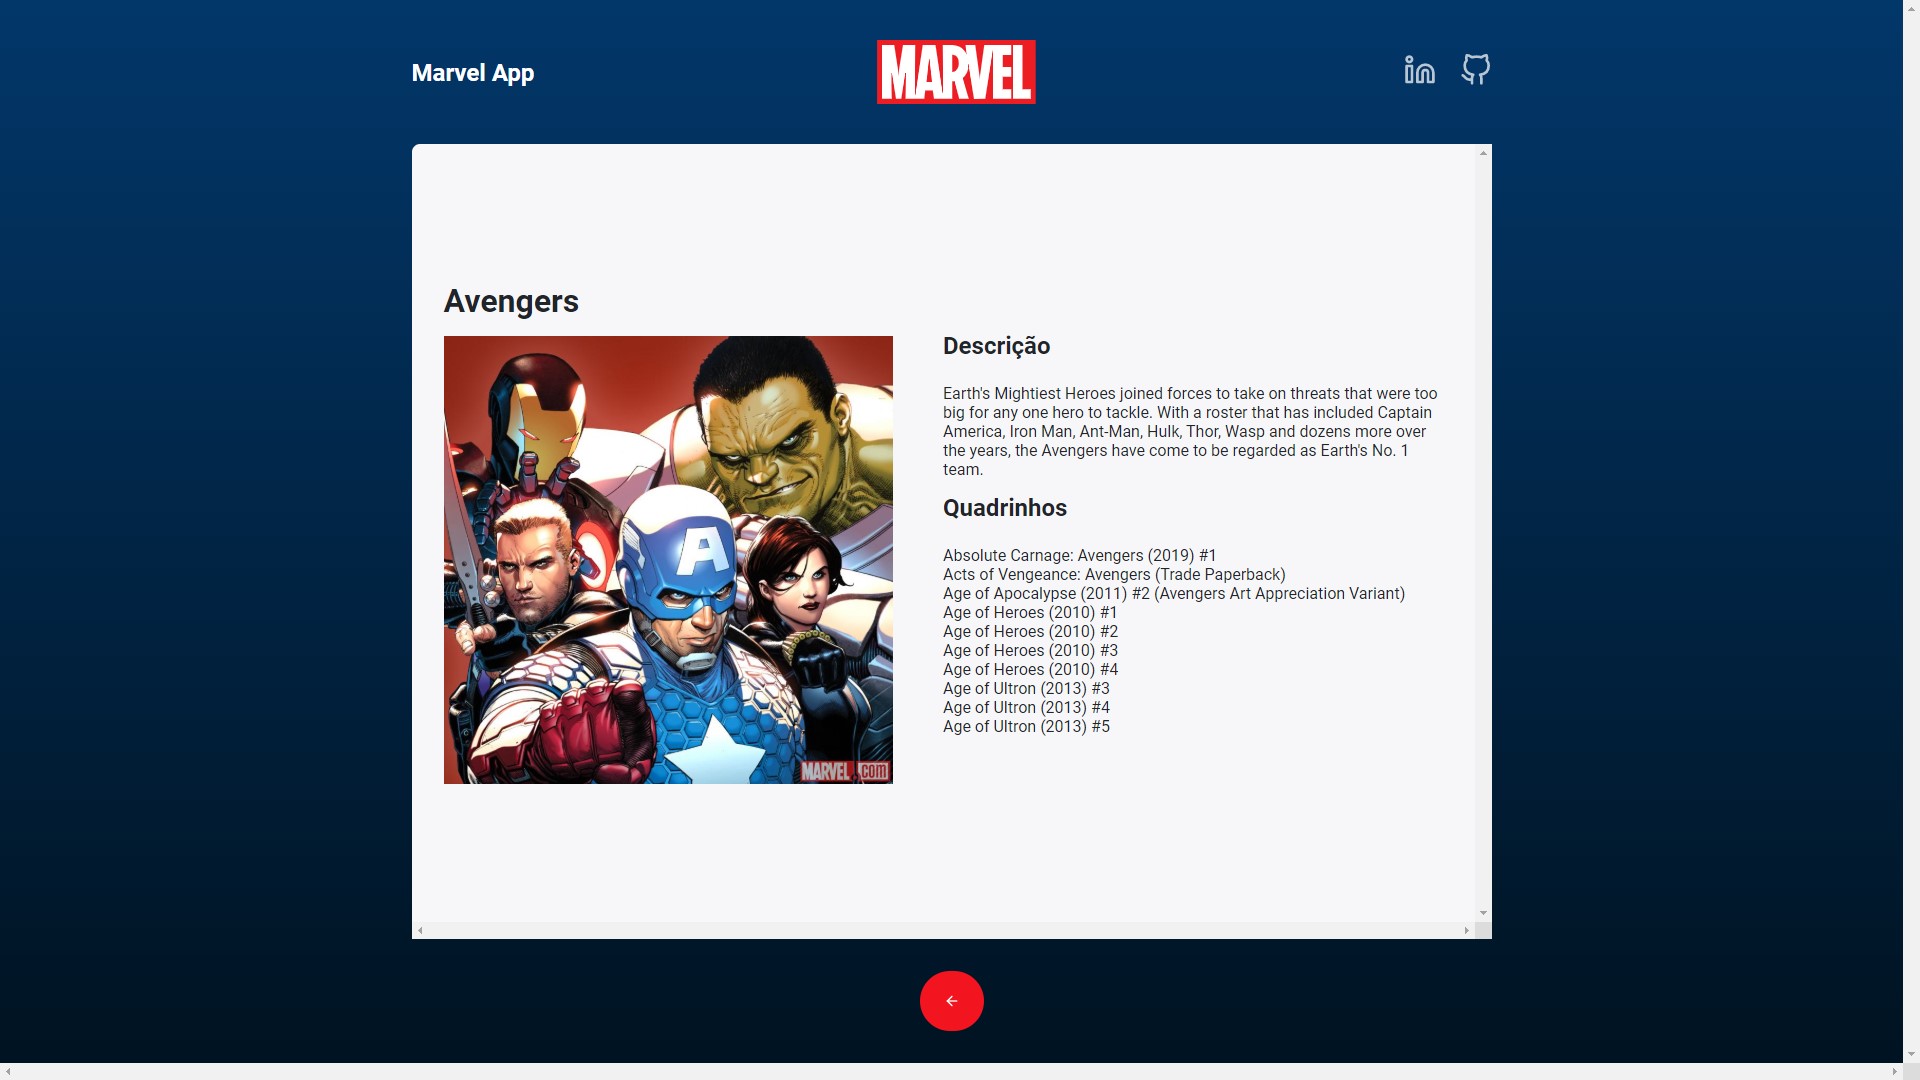 Marvel App
MARVEL
in
Avengers
A
MARVEL.com
Descrição
Earth's Mightiest Heroes joined forces to take on threats that were too
big for any one hero to tackle. With a roster that has included Captain
America, Iron Man, Ant-Man, Hulk, Thor, Wasp and dozens more over
the years, the Avengers have come to be regarded as Earth's No. 1
team.
Quadrinhos
Absolute Carnage: Avengers (2019) #1
Acts of Vengeance: Avengers (Trade Paperback)
Age of Apocalypse (2011) #2 (Avengers Art Appreciation Variant)
Age of Heroes (2010) #1
Age of Heroes (2010) #2
Age of Heroes (2010) #3
Age of Heroes (2010) #4
Age of Ultron (2013) #3
Age of Ultron (2013) #4
Age of Ultron (2013) #5